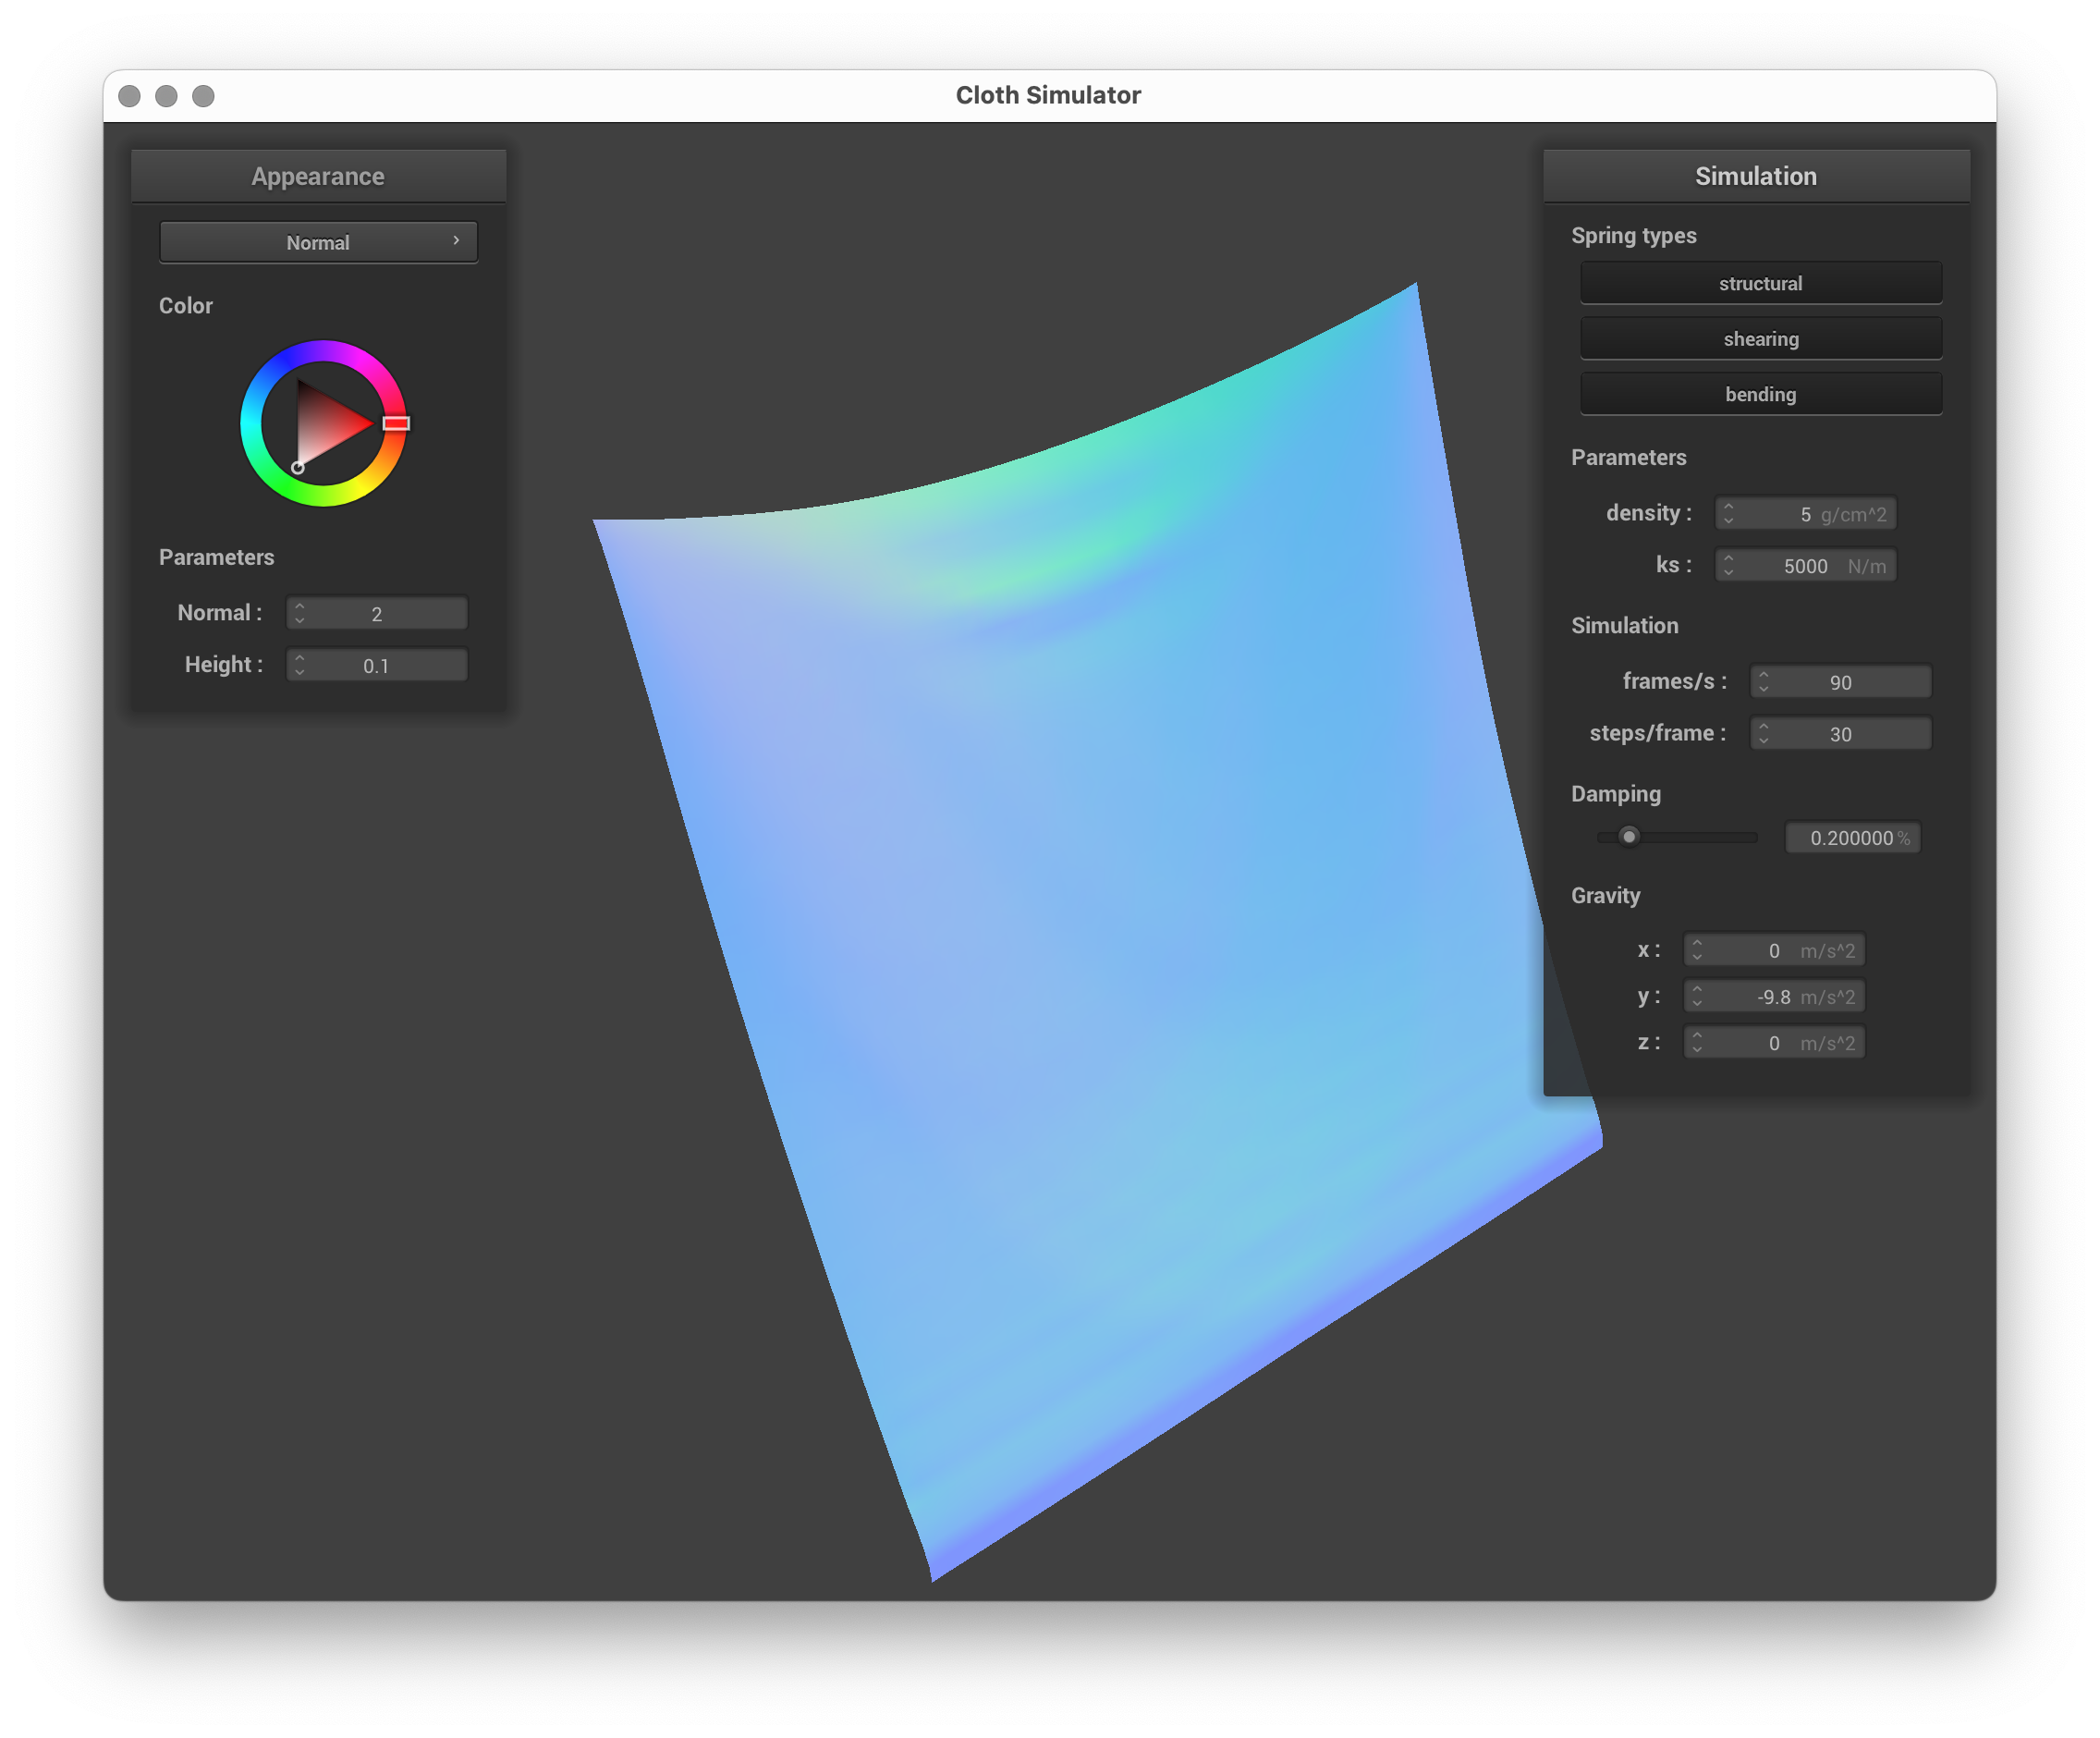 Cloth Simulator
Appearance
Normal
Color
Parameters
Normal : 2
Height : 0.1
Simulation
Spring types
structural
shearing
bending
Parameters
density : 5 g/cm^2
ks : 5000 N/m
Simulation
frames/s : 90
steps/frame : 30
Damping
0.200000 %
Gravity
x : 0 m/s^2
y : -9.8 m/s^2
z : 0 m/s^2